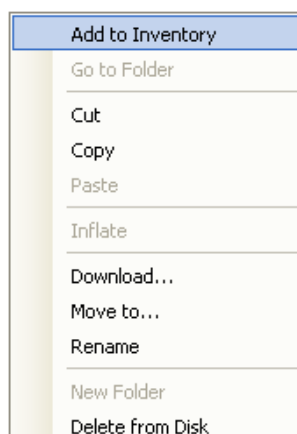 Add to Inventory
Go to Folder
Cut
Copy
Paste
Inflate
Download...
Move to...
Rename
New Folder
Delete from Disk